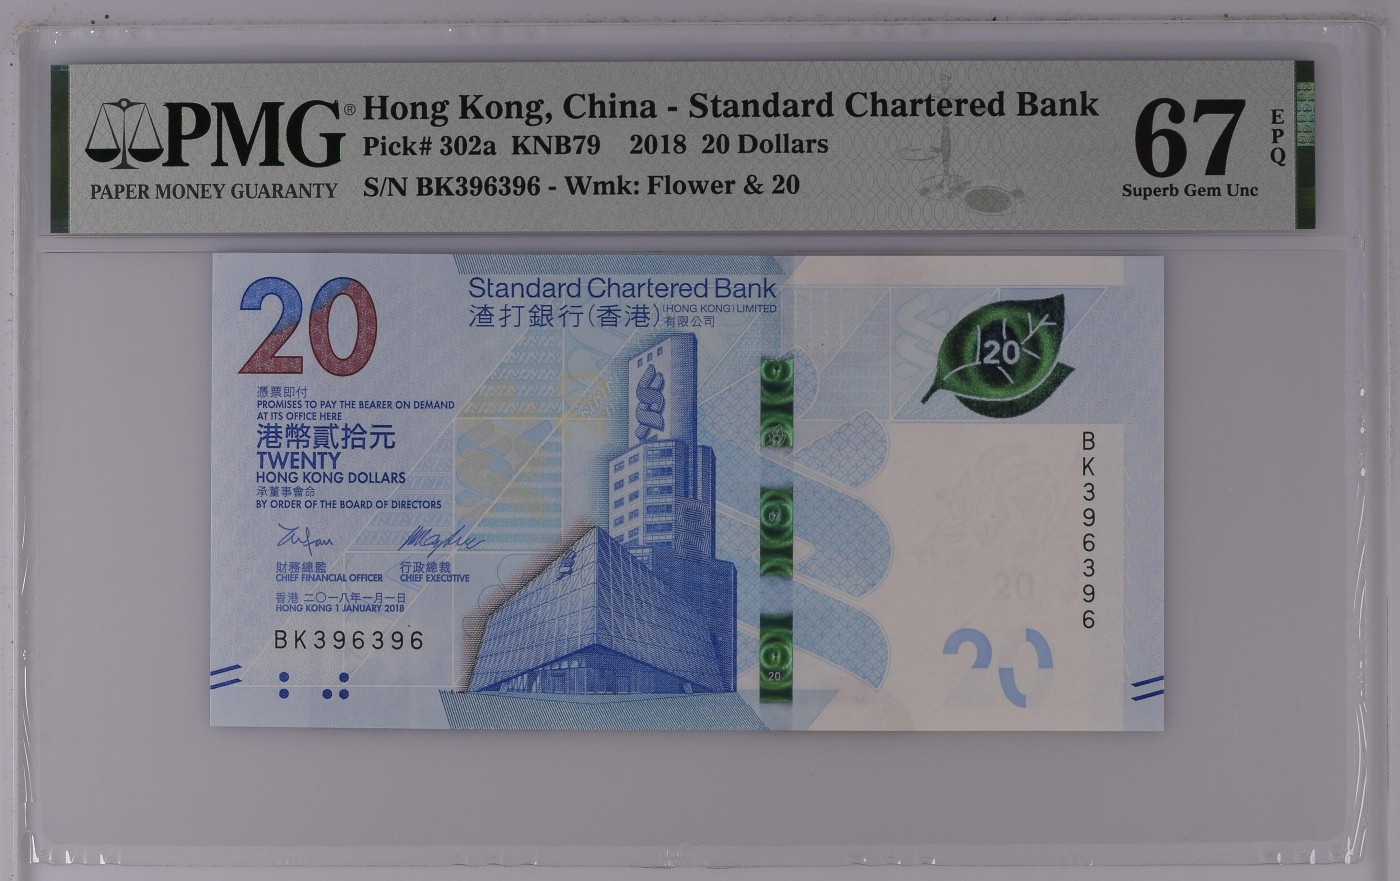 PMG®
PAPER MONEY GUARANTY
Hong Kong, China - Standard Chartered Bank
Pick# 302a KNB79 2018 20 Dollars
S/N BK396396 - Wmk: Flower & 20
67
Superb Gem Unc
EPQ
20
Standard Chartered Bank
(HONG KONG) LIMITED
渣打銀行(香港)有限公司
憑票即付
PROMISES TO PAY THE BEARER ON DEMAND
AT ITS OFFICE HERE
港幣貳拾元
TWENTY
HONG KONG DOLLARS
承董事會命
BY ORDER OF THE BOARD OF DIRECTORS
財務總監
CHIEF FINANCIAL OFFICER
行政總裁
CHIEF EXECUTIVE
香港 二〇一八年一月一日
HONG KONG 1 JANUARY 2018
BK396396
20
20
BK396396
20
20